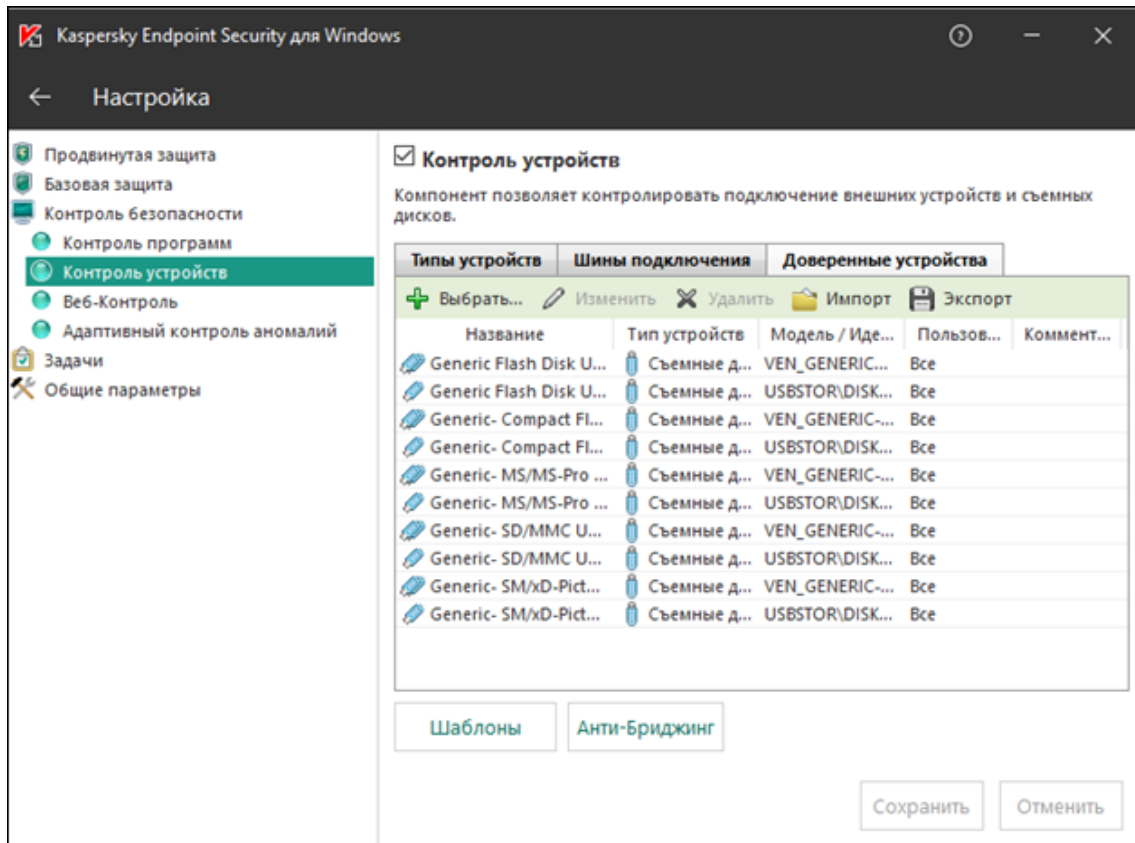 Kaspersky Endpoint Security для Windows
Настройка
Продвинутая защита
Базовая защита
Контроль безопасности
Контроль программ
Контроль устройств
Веб-Контроль
Адаптивный контроль аномалий
Задачи
Общие параметры
Контроль устройств
Компонент позволяет контролировать подключение внешних устройств и съемных
дисков.
Типы устройств Шины подключения Доверенные устройства
Выбрать... Изменить Удалить Импорт Экспорт
Название Тип устройств Модель / Иде... Пользов... Коммент...
Generic Flash Disk U... Съемные д... VEN_GENERIC... Все
Generic Flash Disk U... Съемные д... USBSTOR\DISK... Все
Generic- Compact Fl... Съемные д... VEN_GENERIC-... Все
Generic- Compact Fl... Съемные д... USBSTOR\DISK... Все
Generic- MS/MS-Pro ... Съемные д... VEN_GENERIC-... Все
Generic- MS/MS-Pro ... Съемные д... USBSTOR\DISK... Все
Generic- SD/MMC U... Съемные д... VEN_GENERIC-... Все
Generic- SD/MMC U... Съемные д... USBSTOR\DISK... Все
Generic- SM/xD-Pict... Съемные д... VEN_GENERIC-... Все
Generic- SM/xD-Pict... Съемные д... USBSTOR\DISK... Все
Шаблоны Анти-Бриджинг
Сохранить Отменить